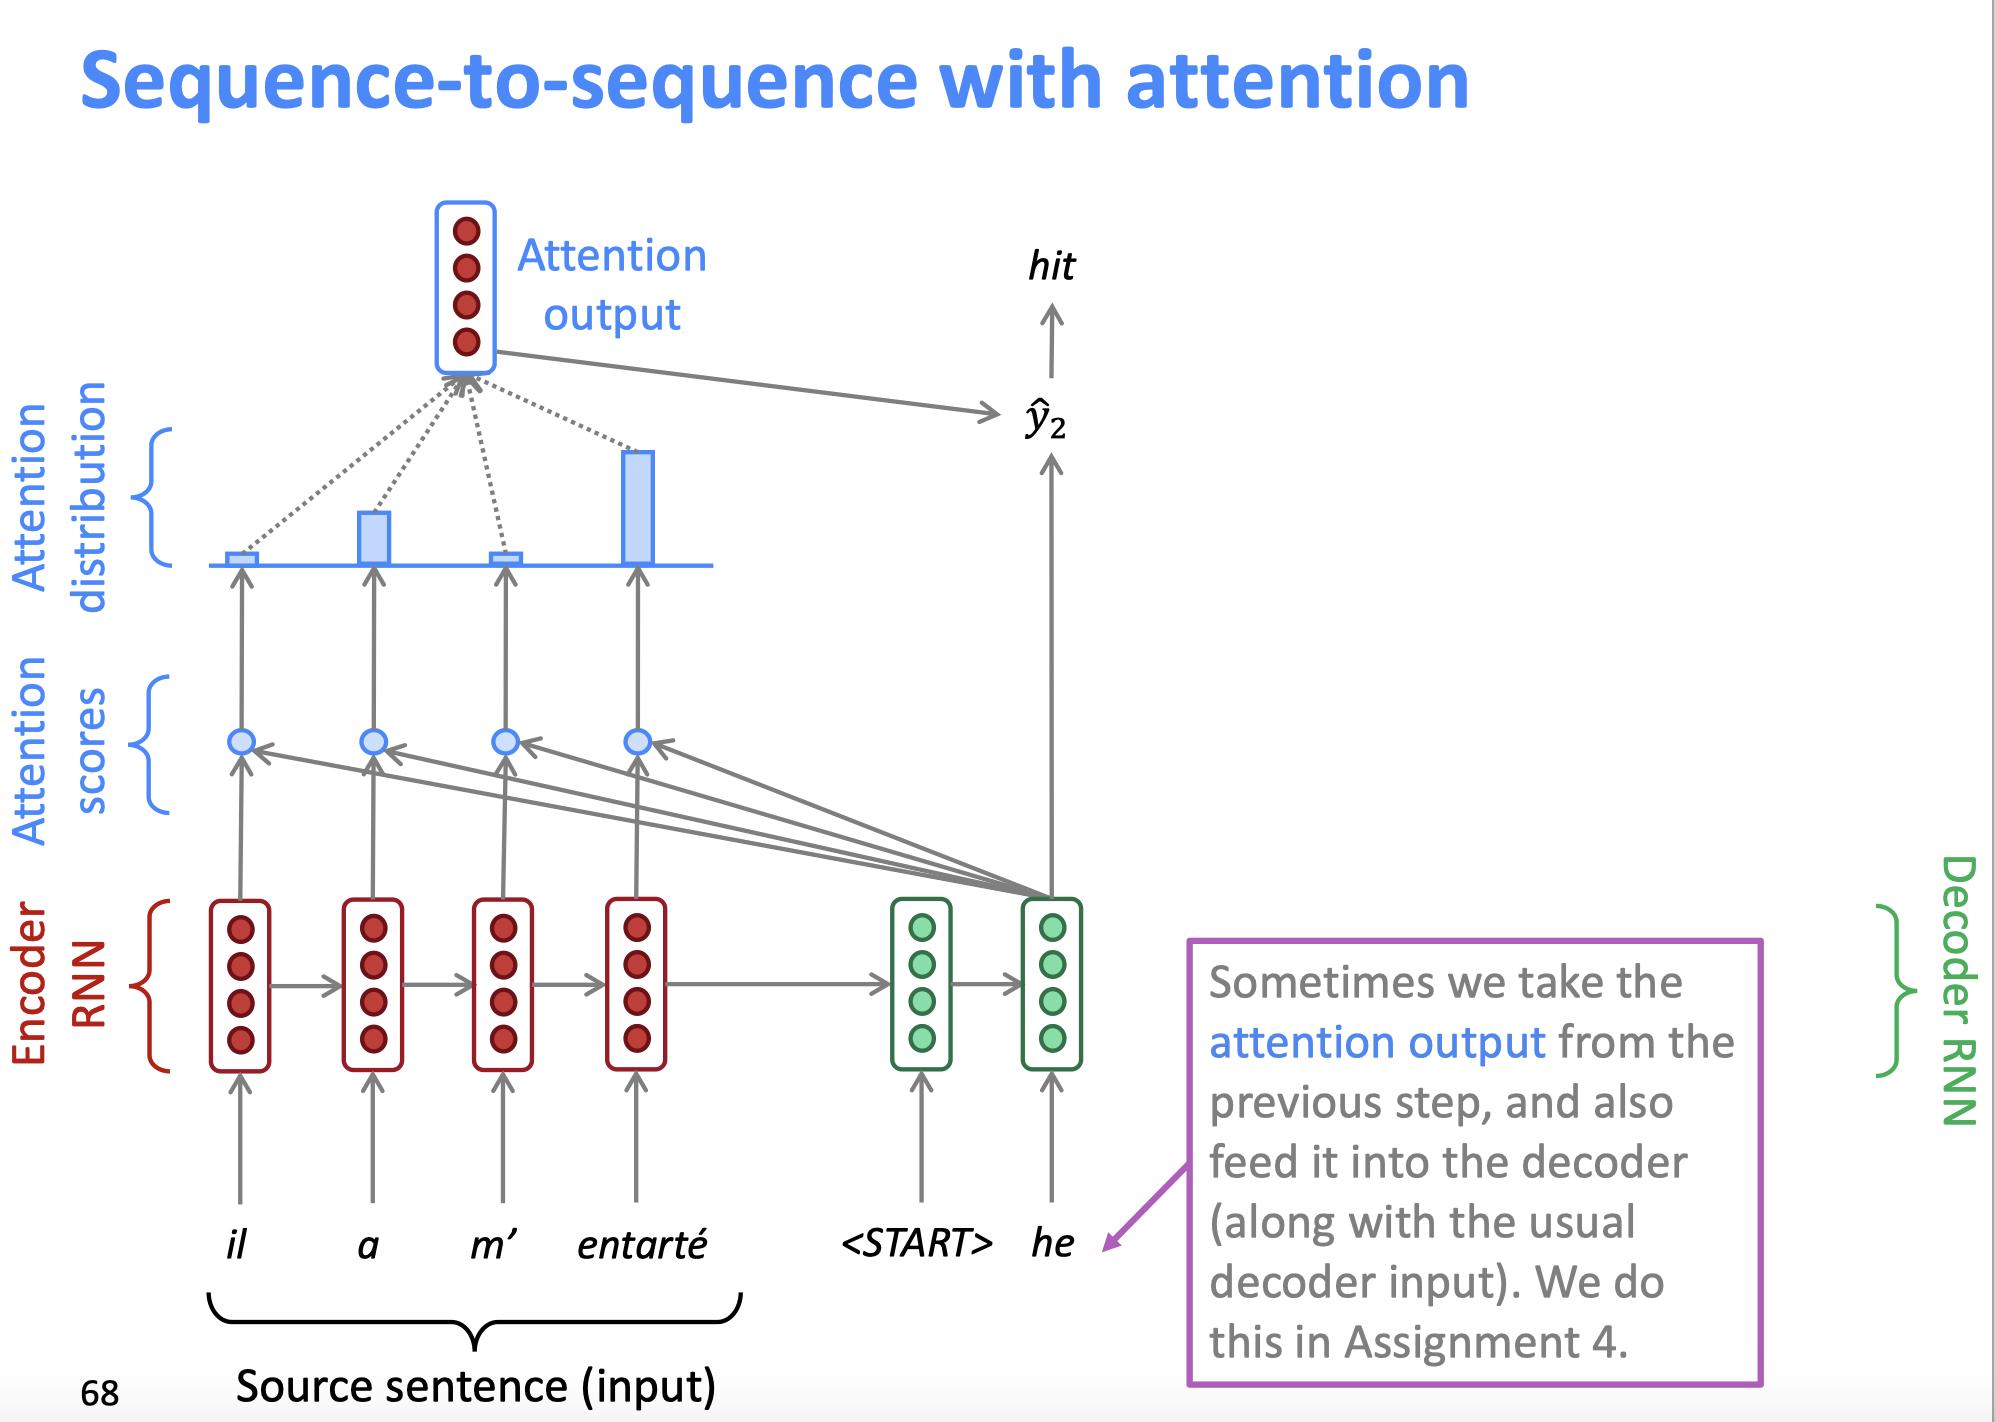 Sequence-to-sequence with attention
Attention
output
hit
ŷ₂
Attention
distribution
Attention
scores
Encoder
RNN
Decoder RNN
Sometimes we take the
attention output from the
previous step, and also
feed it into the decoder
(along with the usual
decoder input). We do
this in Assignment 4.
il a m’ entarté <START> he
Source sentence (input)
68